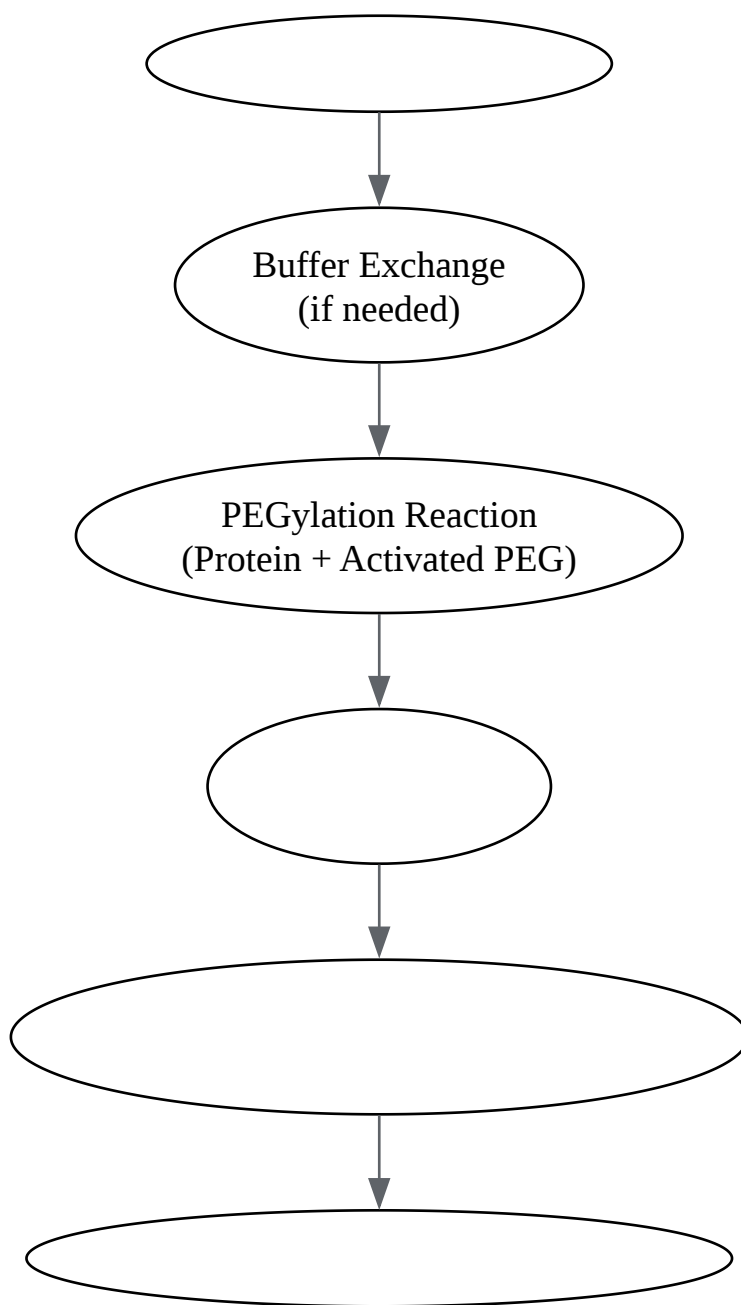 Buffer Exchange
(if needed)
PEGylation Reaction
(Protein + Activated PEG)